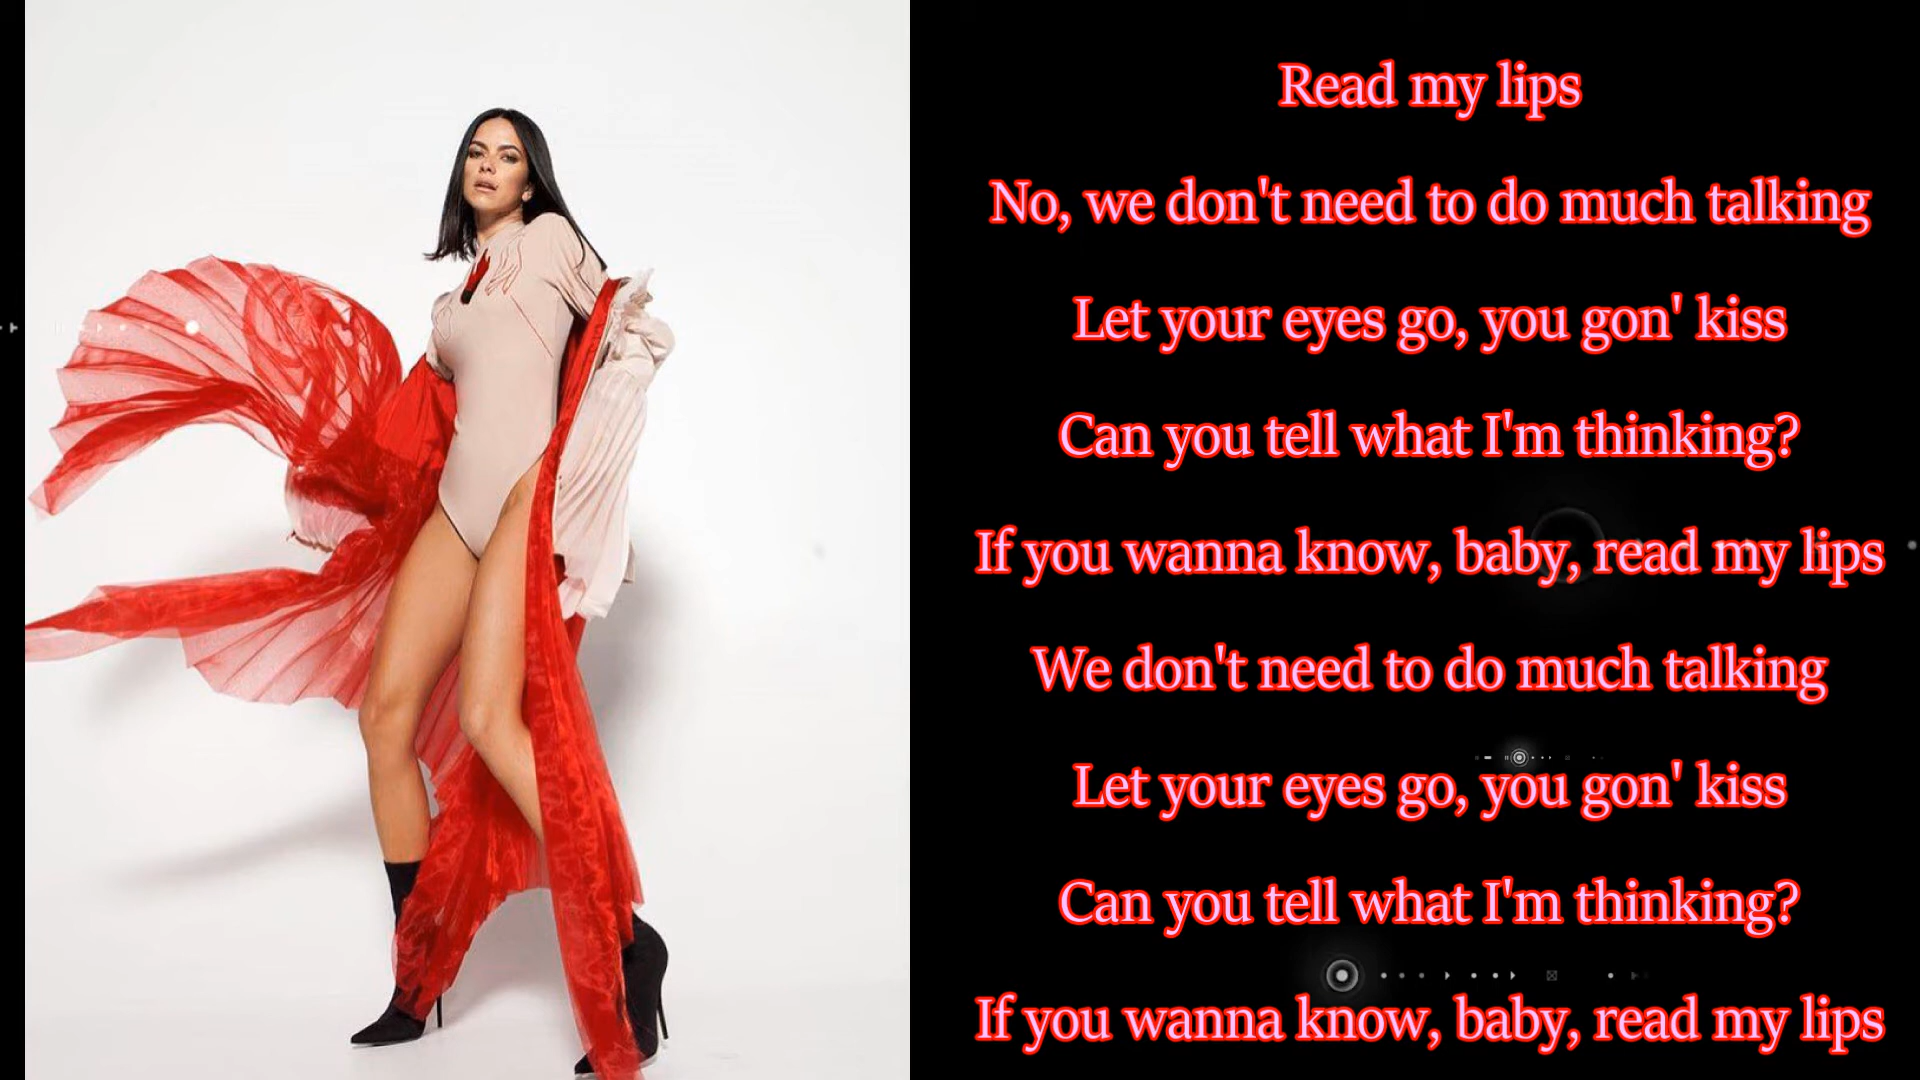 Read my lips
No, we don't need to do much talking
Let your eyes go, you gon' kiss
Can you tell what I'm thinking?
If you wanna know, baby, read my lips
We don't need to do much talking
Let your eyes go, you gon' kiss
Can you tell what I'm thinking?
If you wanna know, baby, read my lips